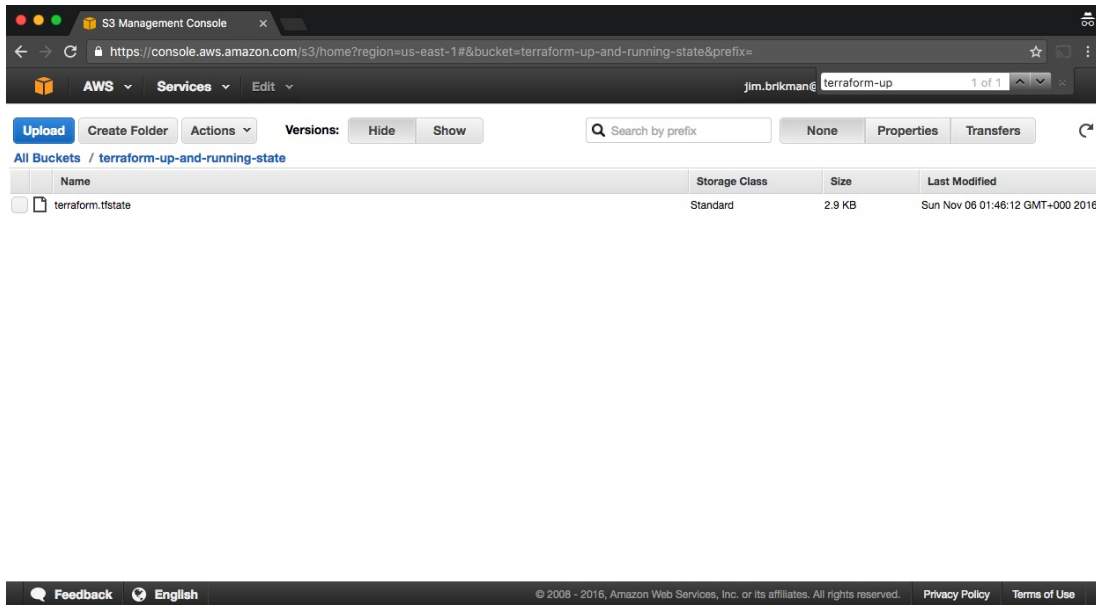 S3 Management Console
https://console.aws.amazon.com/s3/home?region=us-east-1#&bucket=terraform-up-and-running-state&prefix=
AWS Services Edit jim.brikman@ terraform-up 1 of 1
Upload Create Folder Actions Versions: Hide Show Search by prefix None Properties Transfers
All Buckets / terraform-up-and-running-state
Name Storage Class Size Last Modified
terraform.tfstate Standard 2.9 KB Sun Nov 06 01:46:12 GMT+000 2016
Feedback English © 2008 - 2016, Amazon Web Services, Inc. or its affiliates. All rights reserved. Privacy Policy Terms of Use